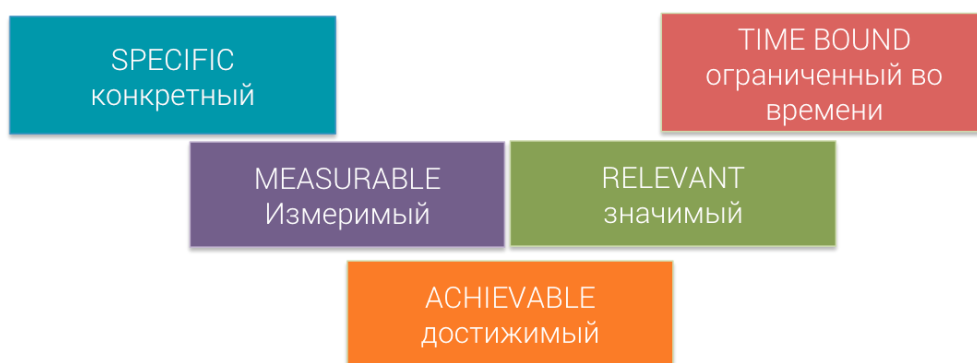 SPECIFIC
конкретный
MEASURABLE
Измеримый
ACHIEVABLE
достижимый
RELEVANT
значимый
TIME BOUND
ограниченный во
времени